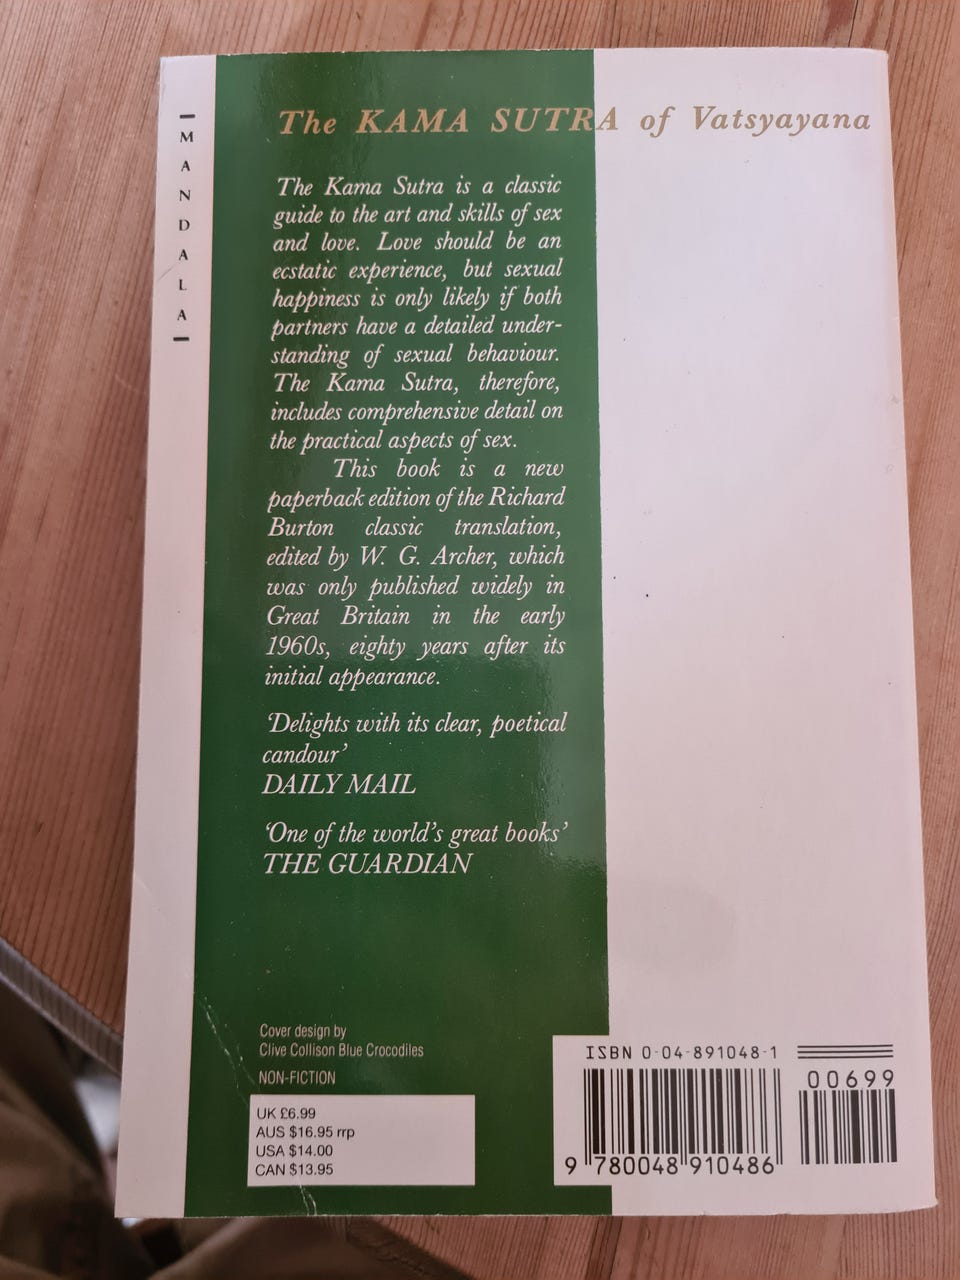 MANDALA
The KAMA SUTRA of Vatsyayana
The Kama Sutra is a classic
guide to the art and skills of sex
and love. Love should be an
ecstatic experience, but sexual
happiness is only likely if both
partners have a detailed under-
standing of sexual behaviour.
The Kama Sutra, therefore,
includes comprehensive detail on
the practical aspects of sex.
This book is a new
paperback edition of the Richard
Burton classic translation,
edited by W. G. Archer, which
was only published widely in
Great Britain in the early
1960s, eighty years after its
initial appearance.
‘Delights with its clear, poetical
candour’
DAILY MAIL
‘One of the world’s great books’
THE GUARDIAN
Cover design by
Clive Collison Blue Crocodiles
NON-FICTION
UK £6.99
AUS $16.95 rrp
USA $14.00
CAN $13.95
ISBN 0-04-891048-1
00699
9 780048 910486